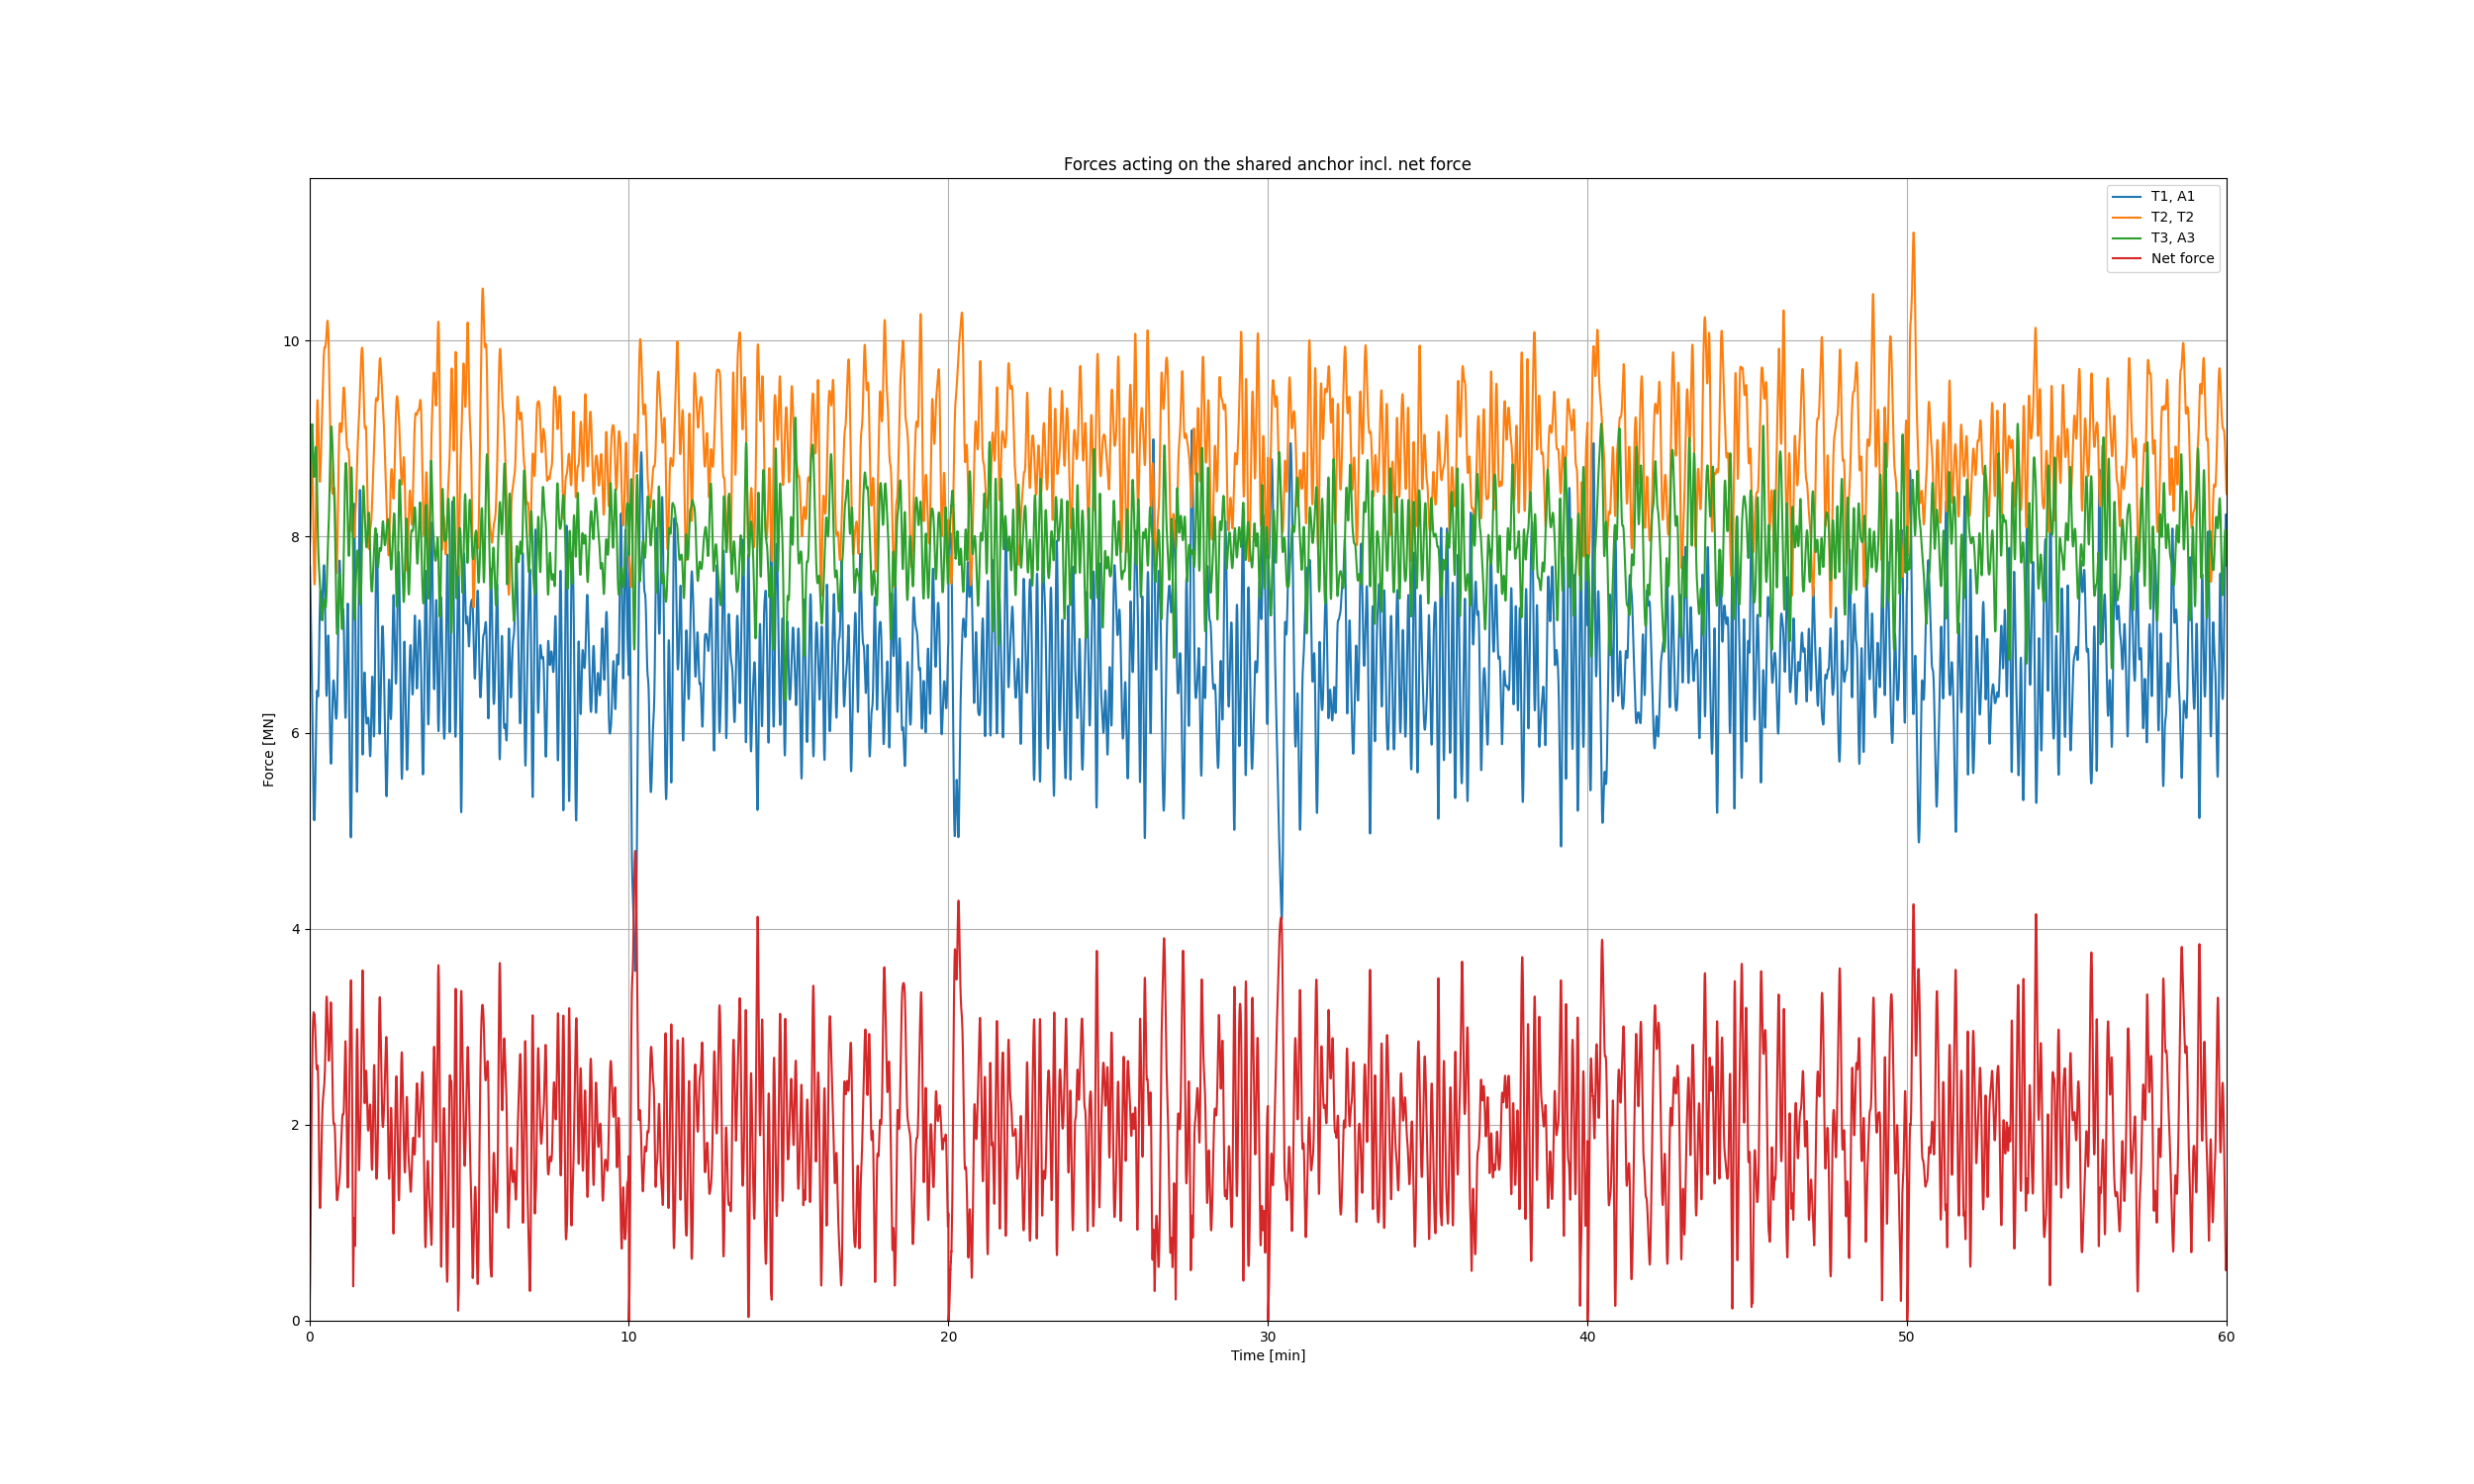 Forces acting on the shared anchor incl. net force
T1, A1
T2, T2
T3, A3
Net force
Force [MN]
10
8
6
4
2
0
0 10 20 30 40 50 60
Time [min]